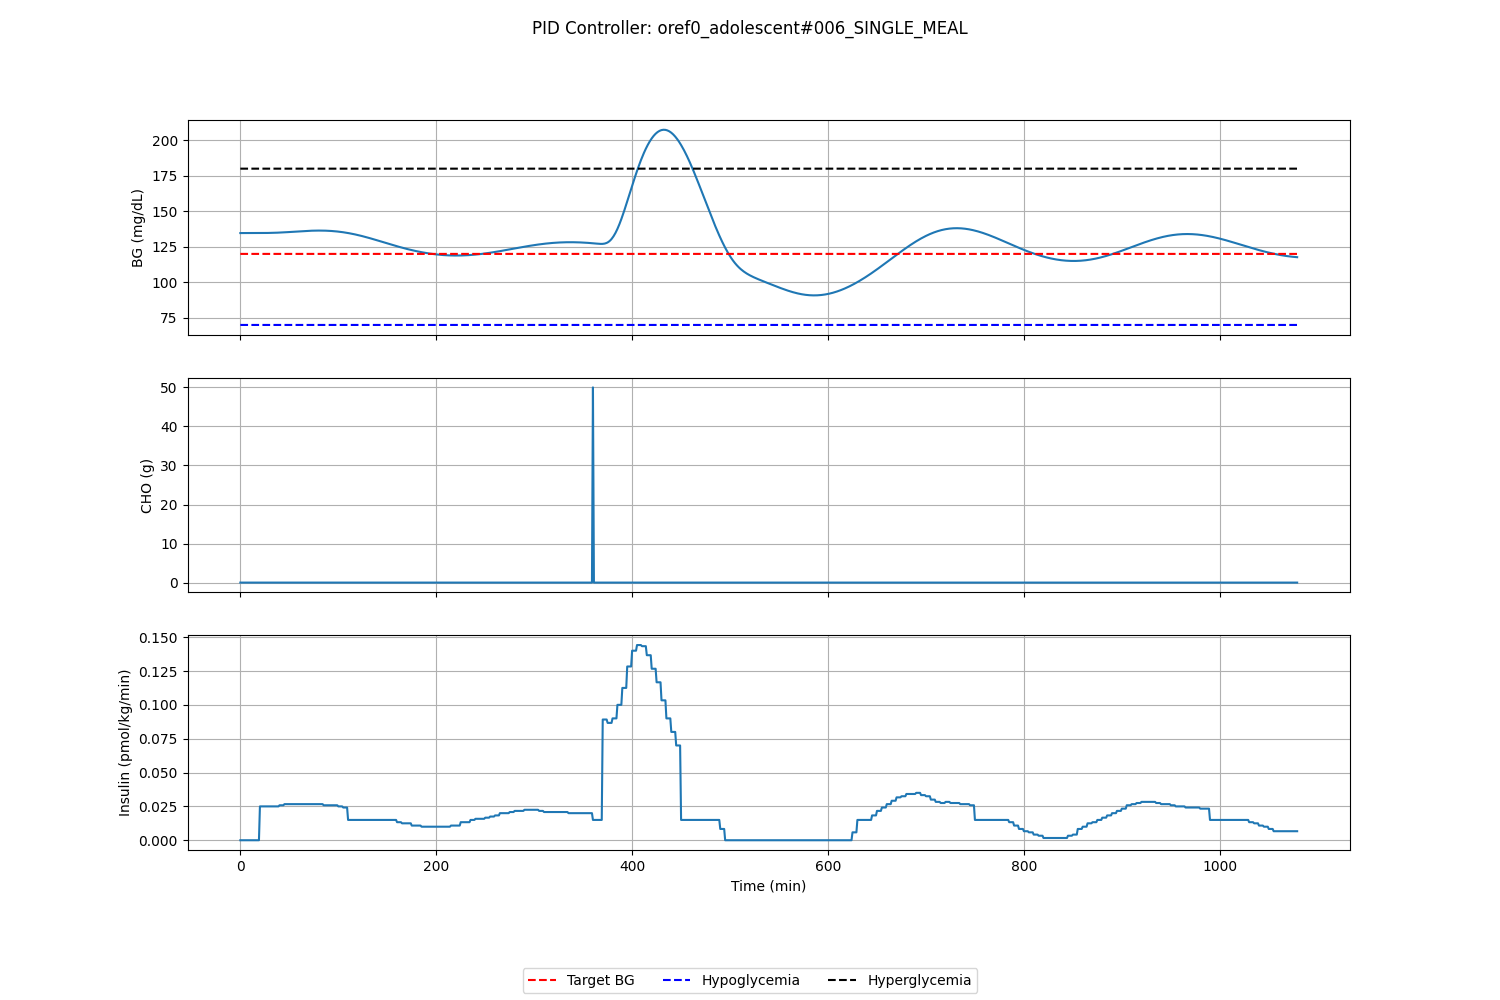 PID Controller: oref0_adolescent#006_SINGLE_MEAL
200
175
150
125
100
75
BG (mg/dL)
50
40
30
20
10
0
CHO (g)
0.150
0.125
0.100
0.075
0.050
0.025
0.000
Insulin (pmol/kg/min)
0 200 400 600 800 1000
Time (min)
Target BG Hypoglycemia Hyperglycemia